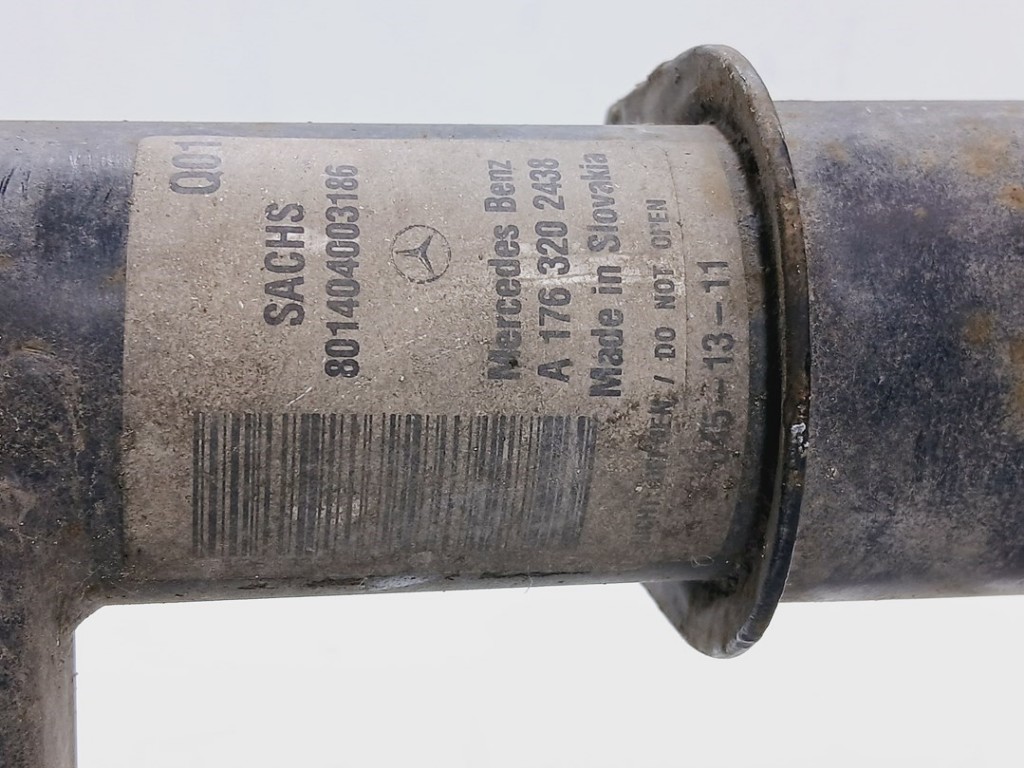 Q01
SACHS
801404003186
Mercedes Benz
A 176 320 2438
Made in Slovakia
/ DO NOT OPEN
13-11